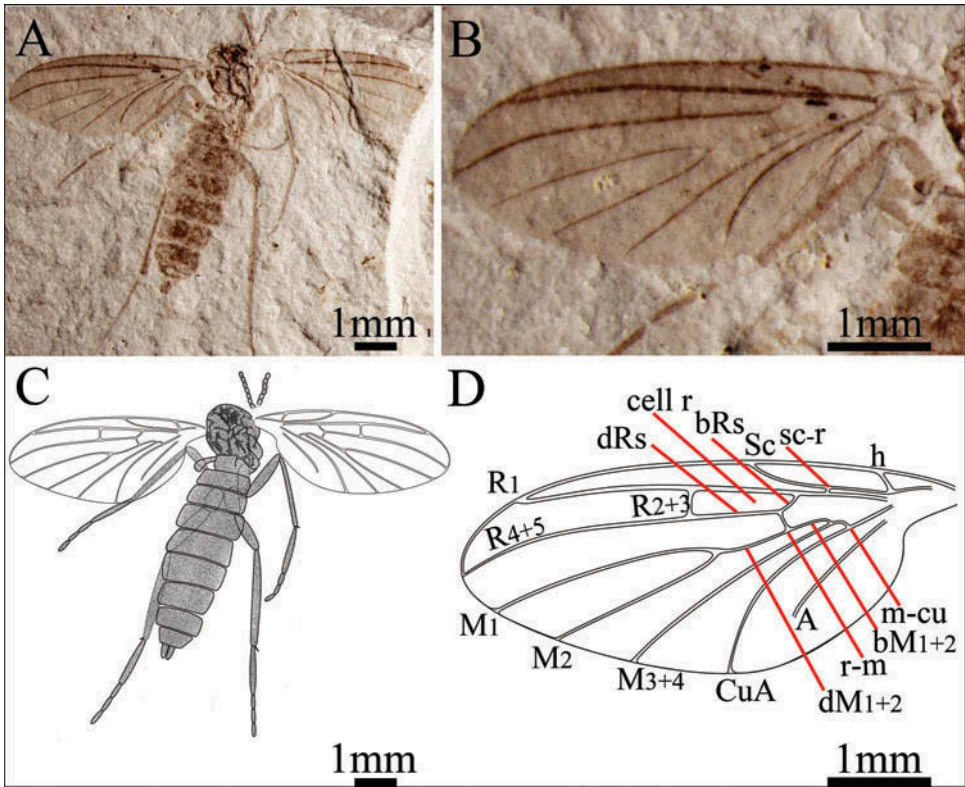 A
1mm
B
1mm
C
1mm
D
cell r
bRs
dRs
Sc
sc-r
h
R1
R2+3
R4+5
A
m-cu
M1
bM1+2
M2
r-m
M3+4
CuA
dM1+2
1mm